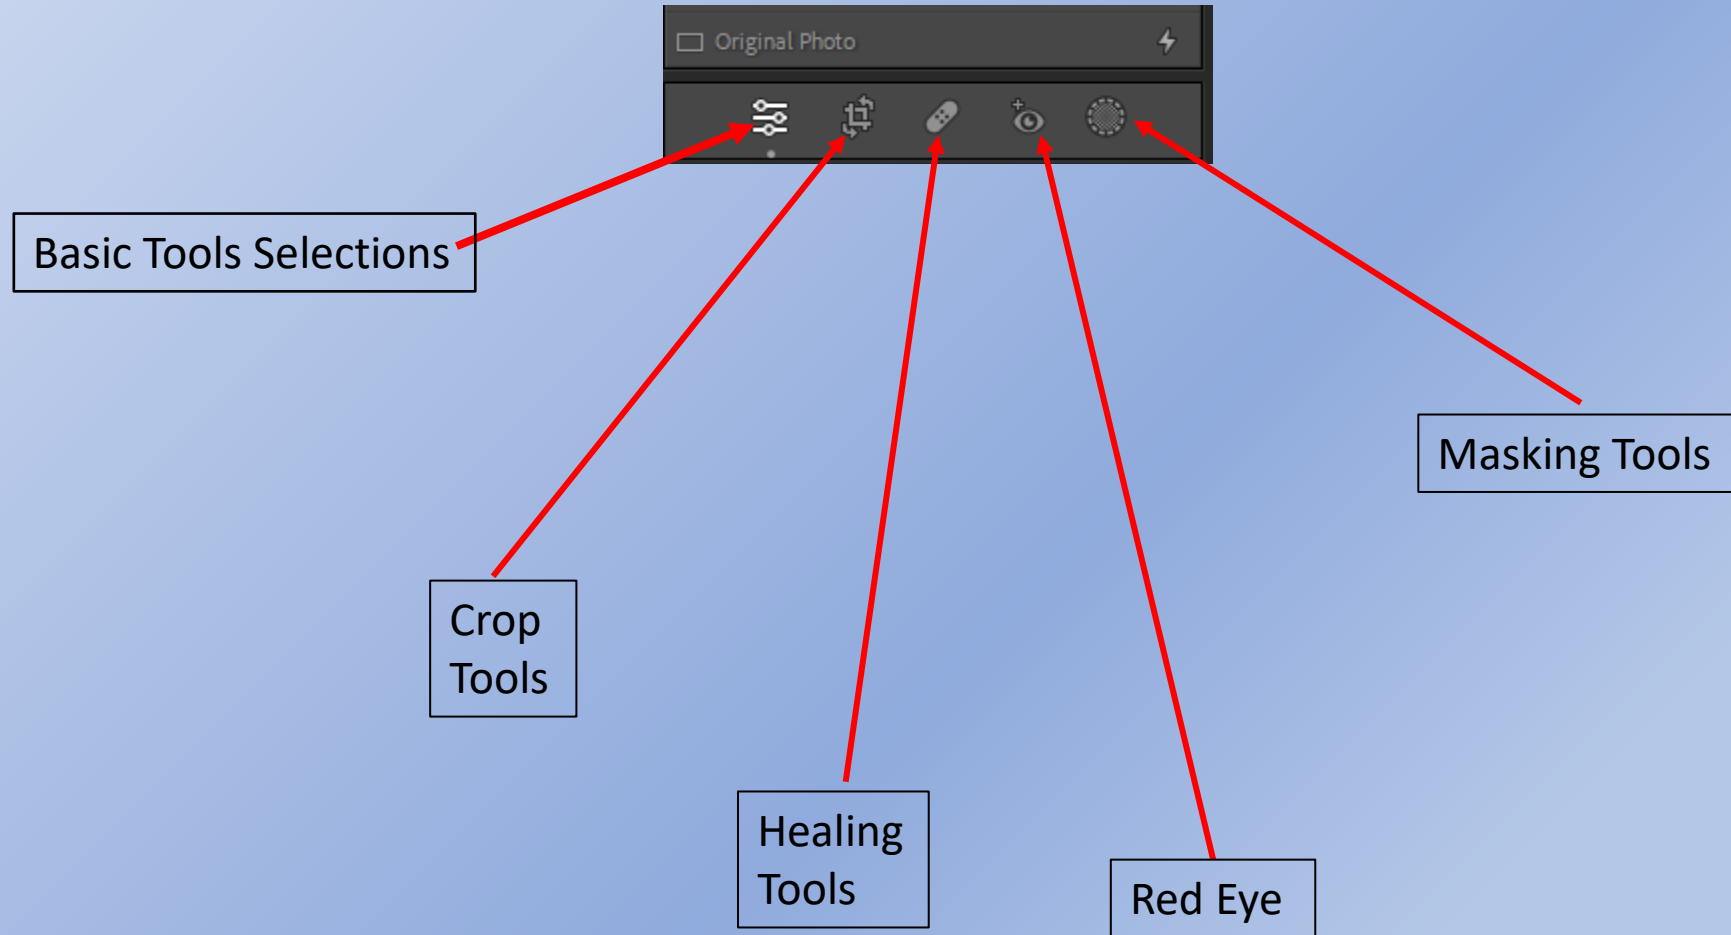 Original Photo
Basic Tools Selections
Masking Tools
Crop
Tools
Healing
Tools
Red Eye